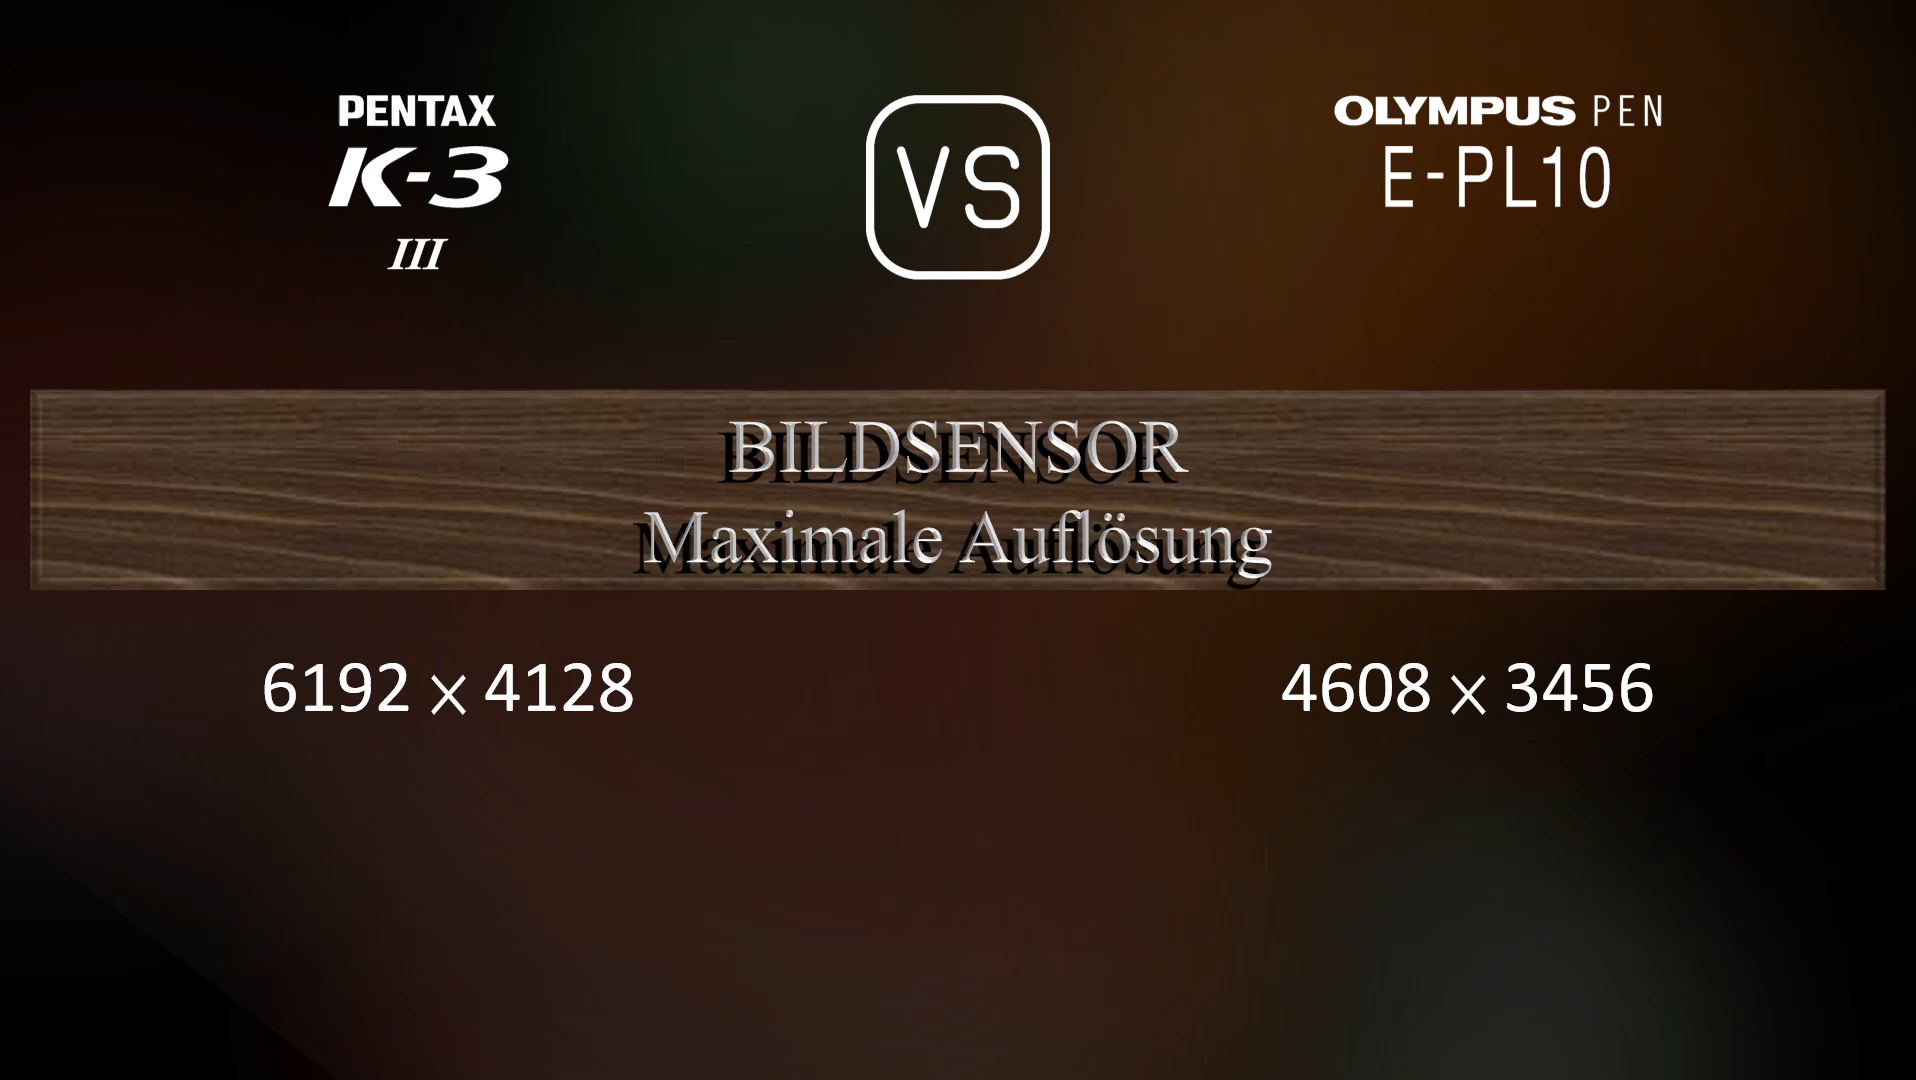 PENTAX
K-3
III
VS
OLYMPUS PEN
E-PL10
BILDSENSOR
Maximale Auflösung
6192 x 4128
4608 x 3456